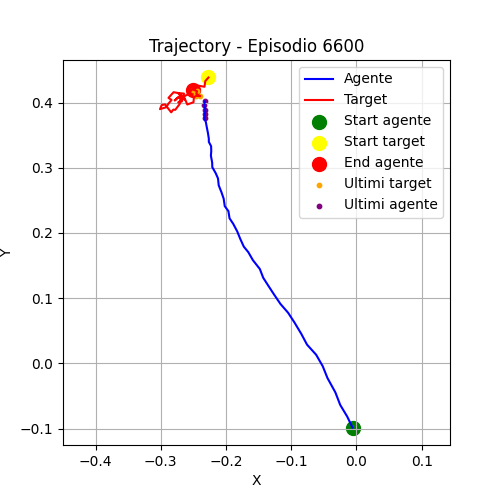 Trajectory - Episodio 6600
Agente
Target
Start agente
Start target
End agente
Ultimi target
Ultimi agente
0.4
0.3
0.2
0.1
0.0
−0.1
Y
−0.4
−0.3
−0.2
−0.1
0.0
0.1
X